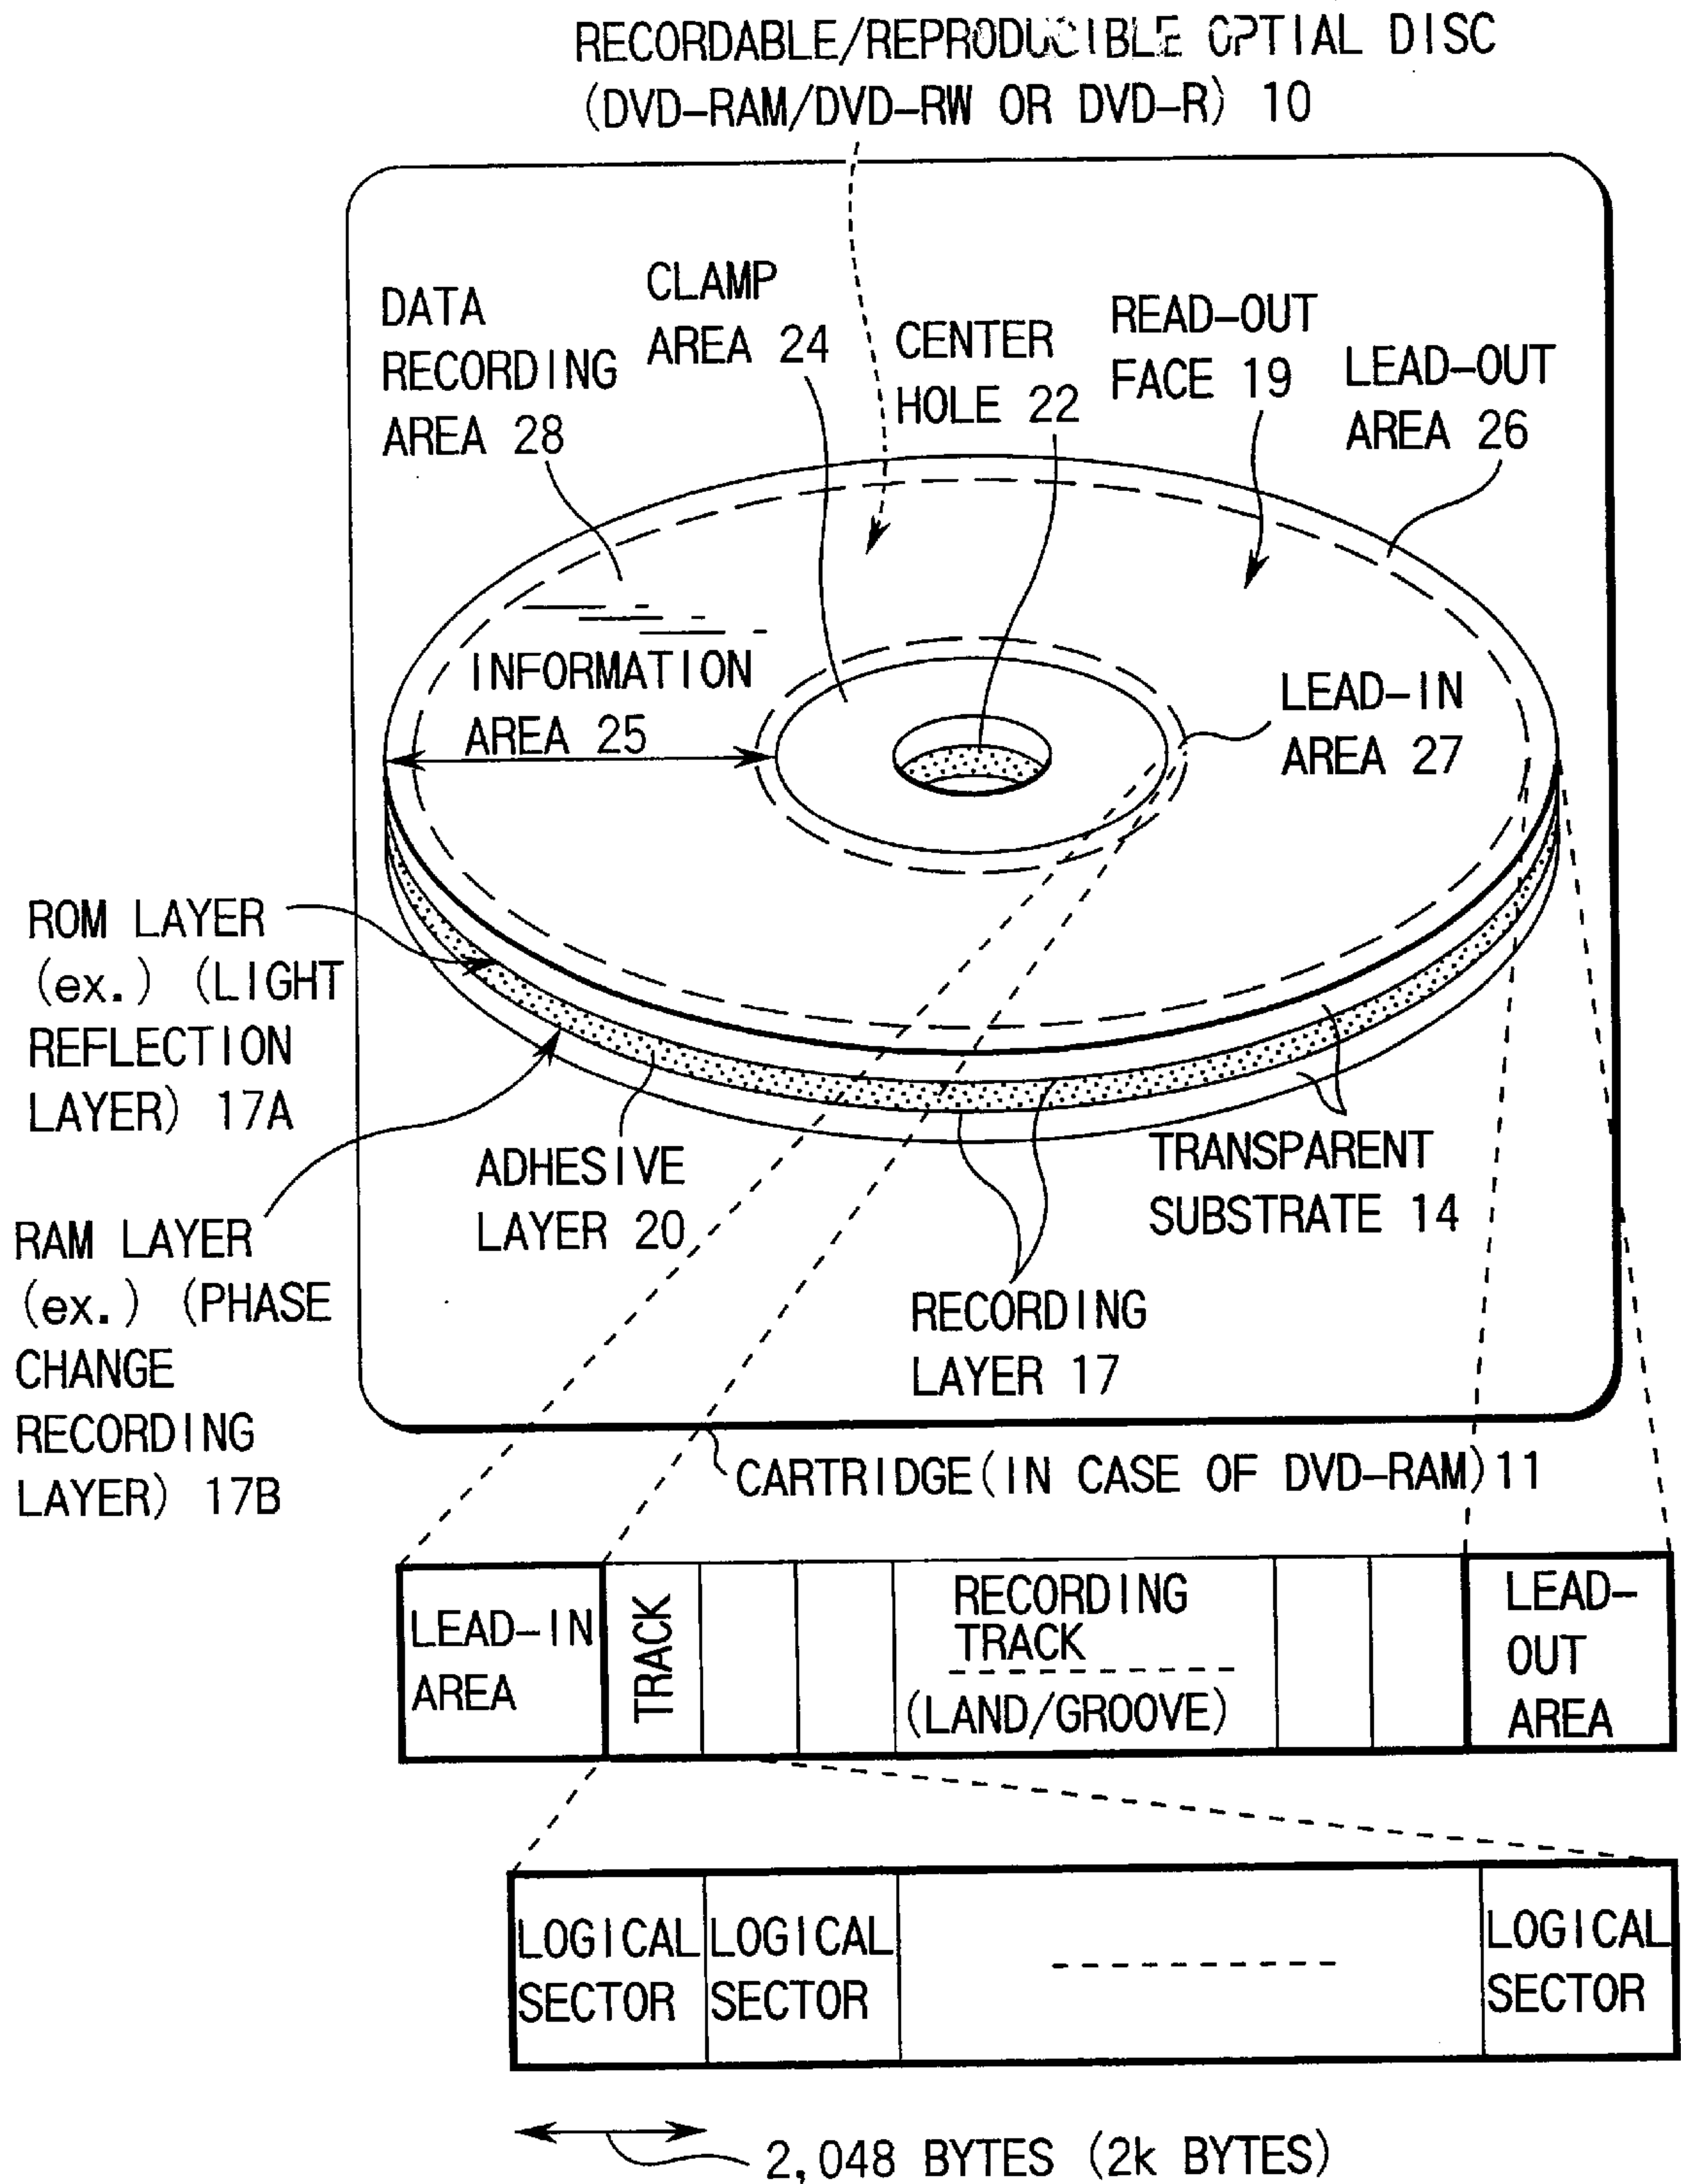 RECORDABLE/REPRODUCIBLE OPTIAL DISC
(DVD-RAM/DVD-RW OR DVD-R) 10
DATA
RECORDING
AREA 28
CLAMP
AREA 24
CENTER
HOLE 22
READ-OUT
FACE 19
LEAD-OUT
AREA 26
INFORMATION
AREA 25
LEAD-IN
AREA 27
ROM LAYER
(ex.) (LIGHT
REFLECTION
LAYER) 17A
ADHESIVE
LAYER 20
TRANSPARENT
SUBSTRATE 14
RAM LAYER
(ex.) (PHASE
CHANGE
RECORDING
LAYER) 17B
RECORDING
LAYER 17
CARTRIDGE(IN CASE OF DVD-RAM)11
LEAD-IN
AREA
TRACK
RECORDING
TRACK
(LAND/GROOVE)
LEAD-
OUT
AREA
LOGICAL
SECTOR
LOGICAL
SECTOR
LOGICAL
SECTOR
2,048 BYTES (2k BYTES)